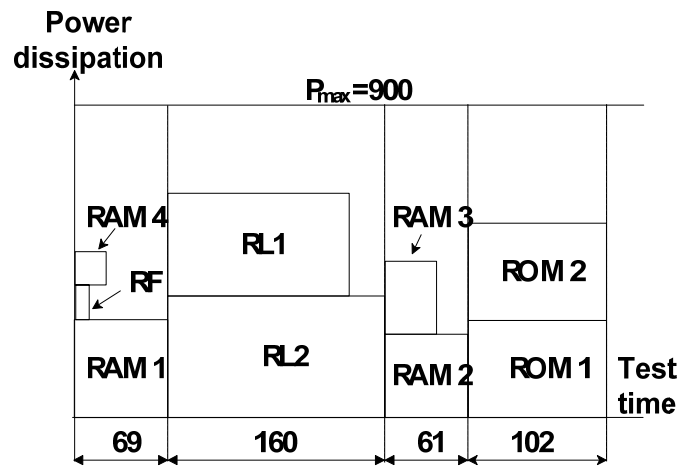 Power
dissipation
Pmax=900
RAM 4
RAM 3
RF
RL1
ROM 2
RAM 1
RL2
RAM 2
ROM 1
Test
time
69
160
61
102